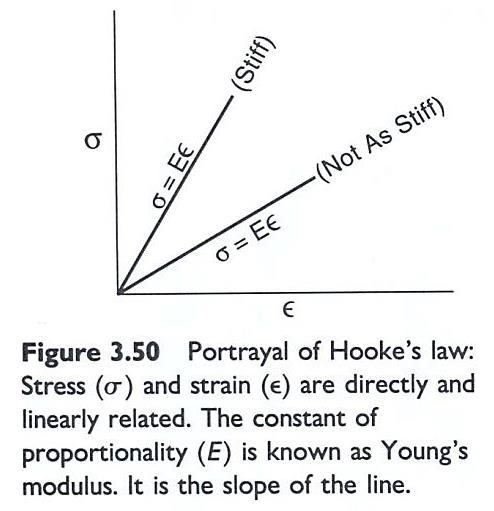 (Stiff)
σ
σ = Eϵ
(Not As Stiff)
σ = Eϵ
ϵ
Figure 3.50 Portrayal of Hooke's law:
Stress (σ) and strain (ϵ) are directly and
linearly related. The constant of
proportionality (E) is known as Young's
modulus. It is the slope of the line.